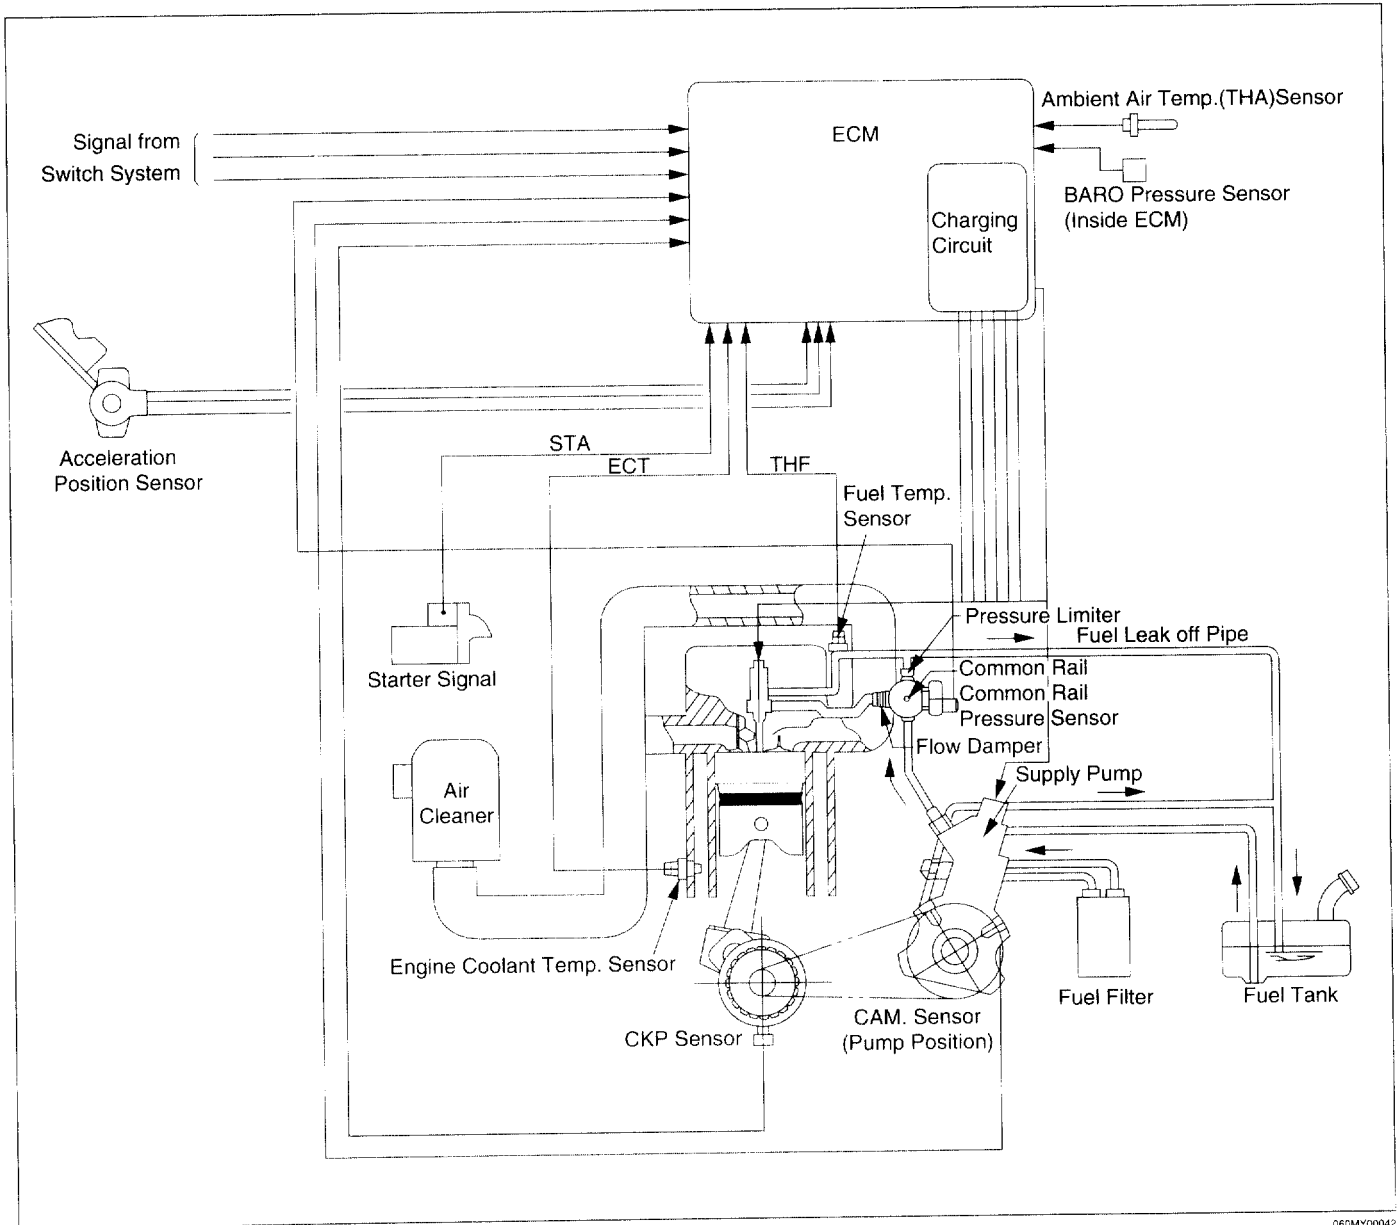 Signal from
Switch System
ECM
Charging
Circuit
Ambient Air Temp.(THA)Sensor
BARO Pressure Sensor
(Inside ECM)
Acceleration
Position Sensor
STA
ECT
THF
Fuel Temp.
Sensor
Starter Signal
Pressure Limiter
Fuel Leak off Pipe
Common Rail
Common Rail
Pressure Sensor
Flow Damper
Supply Pump
Air
Cleaner
Engine Coolant Temp. Sensor
CKP Sensor
CAM. Sensor
(Pump Position)
Fuel Filter
Fuel Tank
060MY00042